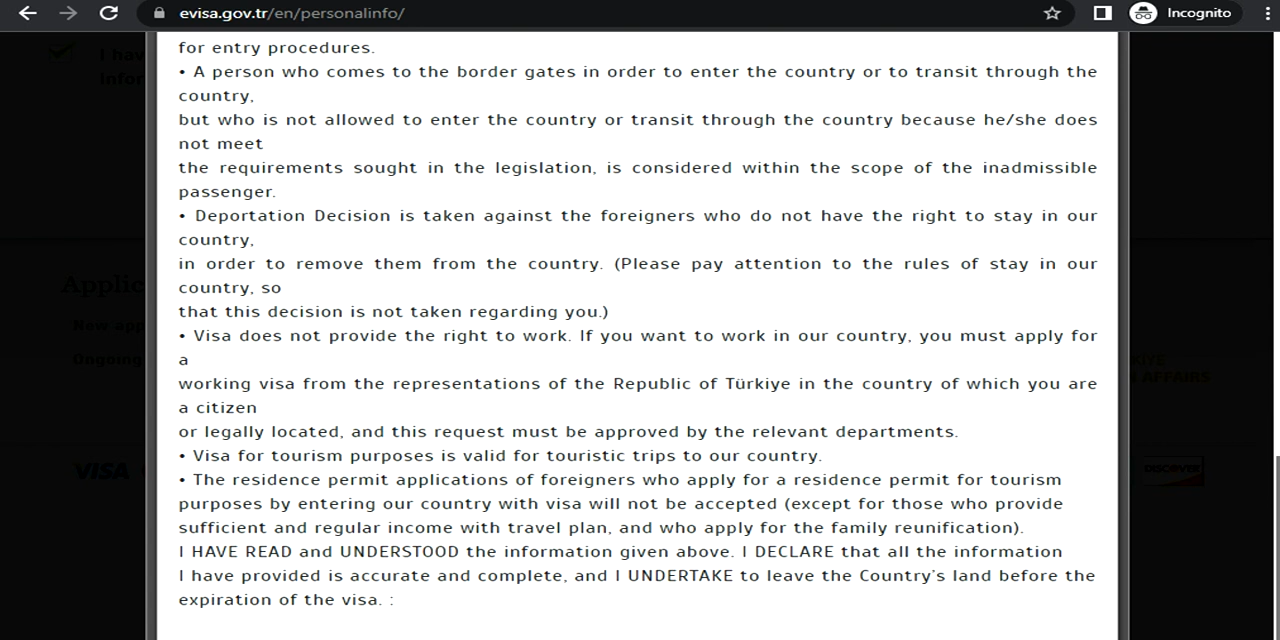 evisa.gov.tr/en/personalinfo/
Incognito
for entry procedures.
• A person who comes to the border gates in order to enter the country or to transit through the
country,
but who is not allowed to enter the country or transit through the country because he/she does
not meet
the requirements sought in the legislation, is considered within the scope of the inadmissible
passenger.
• Deportation Decision is taken against the foreigners who do not have the right to stay in our
country,
in order to remove them from the country. (Please pay attention to the rules of stay in our
country, so
that this decision is not taken regarding you.)
• Visa does not provide the right to work. If you want to work in our country, you must apply for
a
working visa from the representations of the Republic of Türkiye in the country of which you are
a citizen
or legally located, and this request must be approved by the relevant departments.
• Visa for tourism purposes is valid for touristic trips to our country.
• The residence permit applications of foreigners who apply for a residence permit for tourism
purposes by entering our country with visa will not be accepted (except for those who provide
sufficient and regular income with travel plan, and who apply for the family reunification).
I HAVE READ and UNDERSTOOD the information given above. I DECLARE that all the information
I have provided is accurate and complete, and I UNDERTAKE to leave the Country's land before the
expiration of the visa. :
I hav
infor
Applic
New app
Ongoing
KIYE
AFFAIRS
VISA
DISCOVER